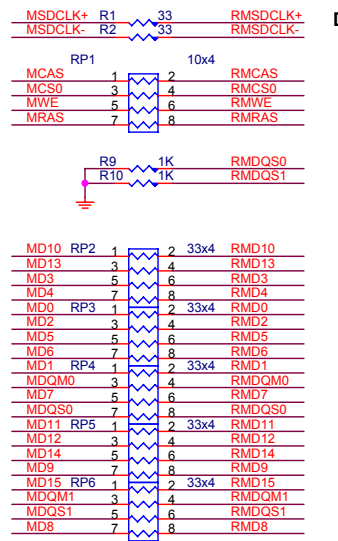 MSDCLK+ R1 33 RMSDCLK+
MSDCLK- R2 33 RMSDCLK-
RP1 10x4
MCAS 1 2 RMCAS
MCS0 3 4 RMCS0
MWE 5 6 RMWE
MRAS 7 8 RMRAS
R9 1K RMDQS0
R10 1K RMDQS1
MD10 RP2 1 2 33x4 RMD10
MD13 3 4 RMD13
MD3 5 6 RMD3
MD4 7 8 RMD4
MD0 RP3 1 2 33x4 RMD0
MD2 3 4 RMD2
MD5 5 6 RMD5
MD6 7 8 RMD6
MD1 RP4 1 2 33x4 RMD1
MDQM0 3 4 RMDQM0
MD7 5 6 RMD7
MDQS0 7 8 RMDQS0
MD11 RP5 1 2 33x4 RMD11
MD12 3 4 RMD12
MD14 5 6 RMD14
MD9 7 8 RMD9
MD15 RP6 1 2 33x4 RMD15
MDQM1 3 4 RMDQM1
MDQS1 5 6 RMDQS1
MD8 7 8 RMD8